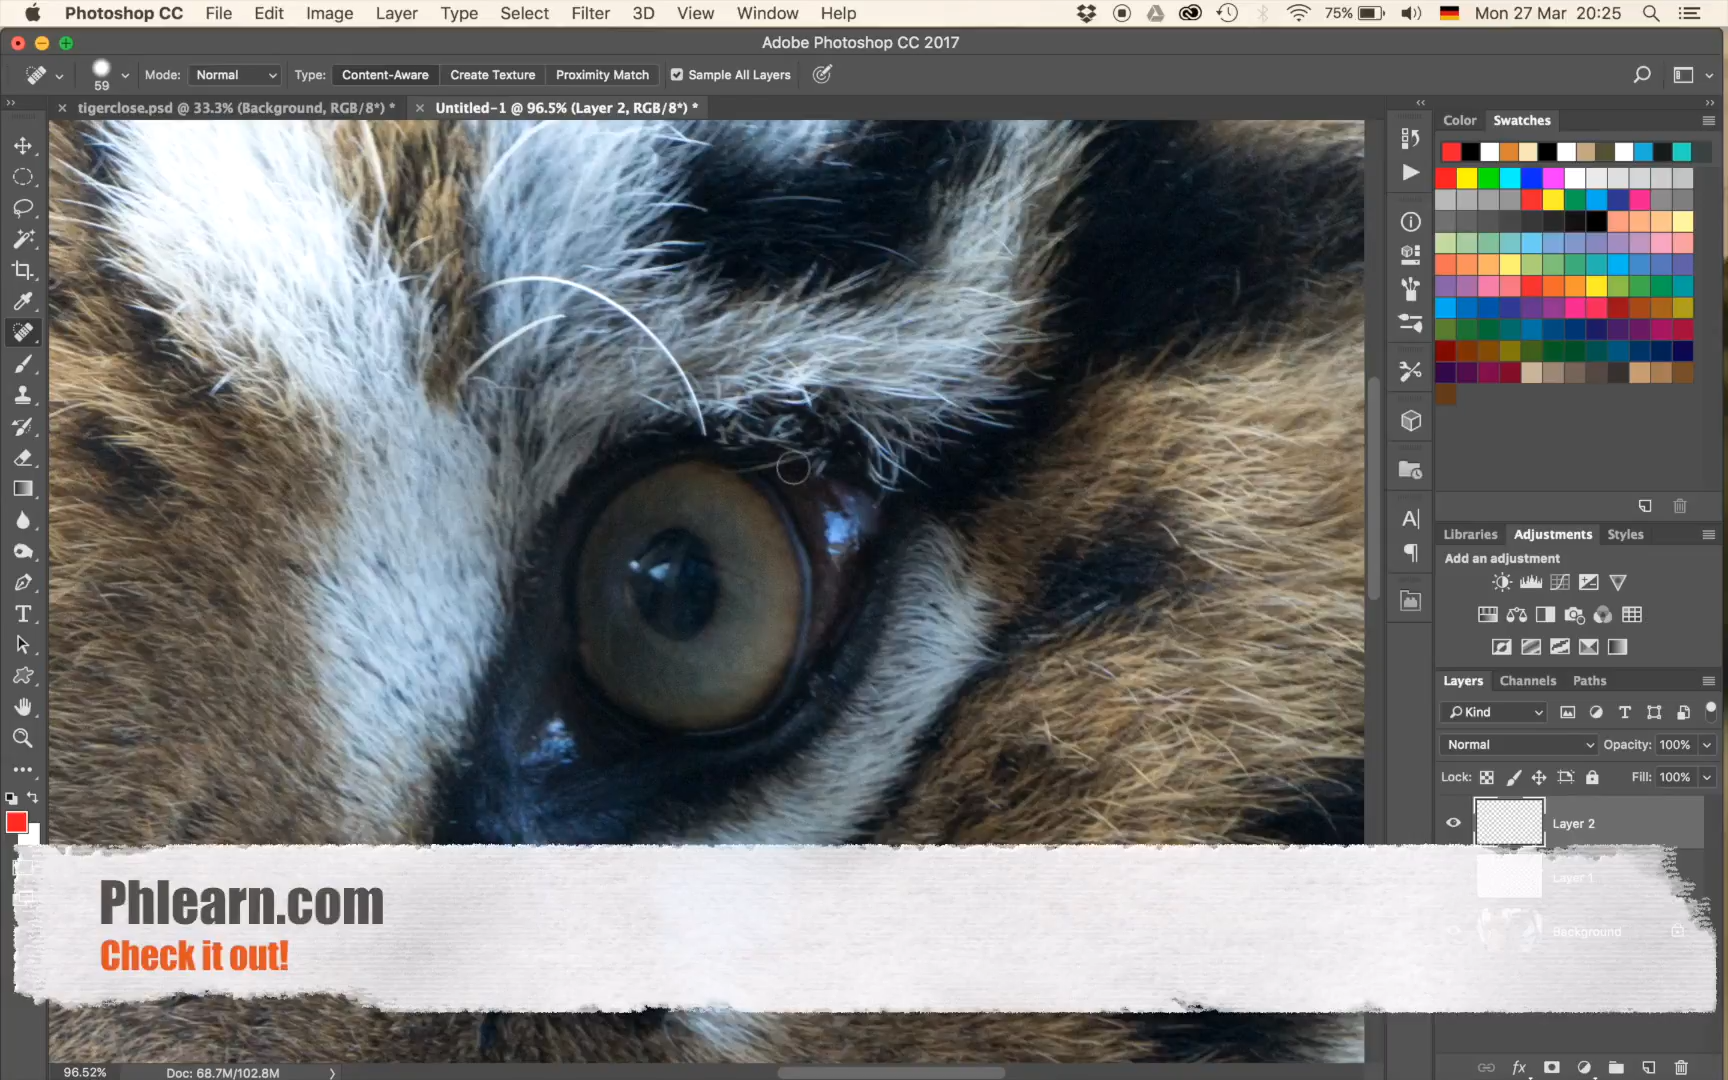 Photoshop CC File Edit Image Layer Type Select Filter 3D View Window Help 75% Mon 27 Mar 20:25
Adobe Photoshop CC 2017
59 Mode: Normal Type: Content-Aware Create Texture Proximity Match Sample All Layers
tigerclose.psd @ 33.3% (Background, RGB/8*) * Untitled-1 @ 96.5% (Layer 2, RGB/8*) *
Color Swatches
Libraries Adjustments Styles
Add an adjustment
Layers Channels Paths
Kind
Normal Opacity: 100%
Lock: Fill: 100%
Layer 2
Layer 1
Background
Phlearn.com
Check it out!
96.52% Doc: 68.7M/102.8M